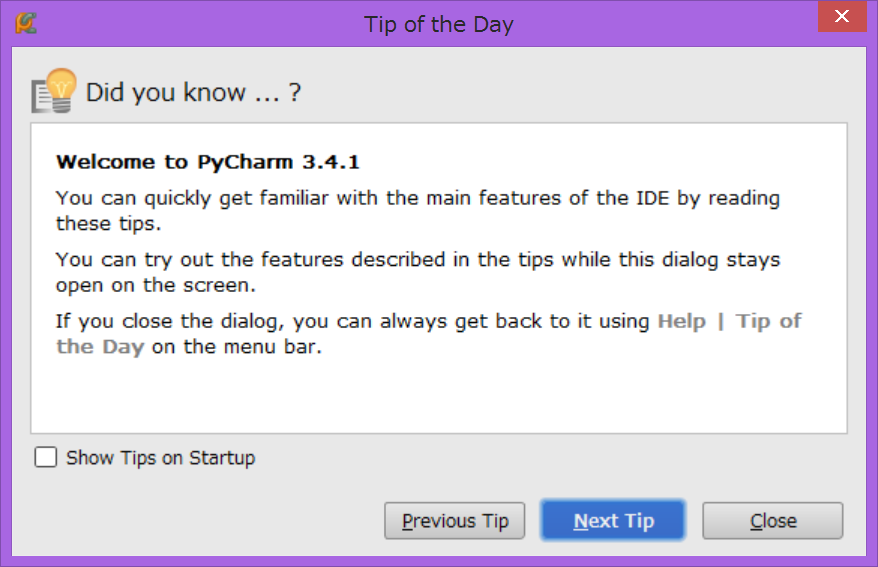 Tip of the Day
Did you know ... ?
Welcome to PyCharm 3.4.1
You can quickly get familiar with the main features of the IDE by reading
these tips.
You can try out the features described in the tips while this dialog stays
open on the screen.
If you close the dialog, you can always get back to it using Help | Tip of
the Day on the menu bar.
Show Tips on Startup
Previous Tip
Next Tip
Close